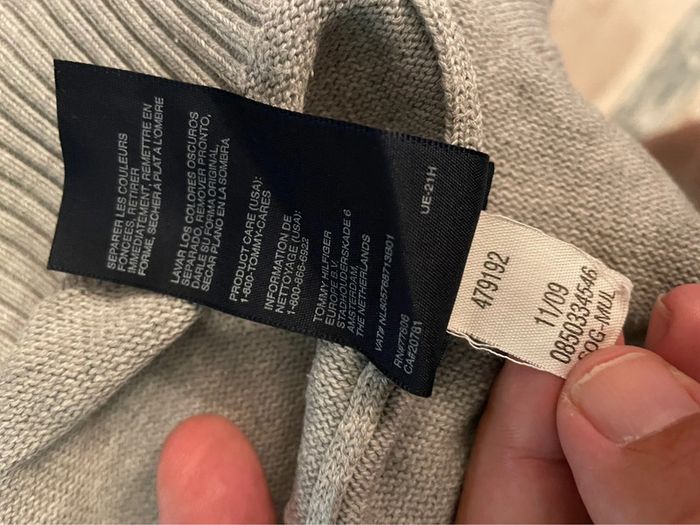 SEPARER LES COULEURS
FONCEES, RETIRER
IMMEDIATEMENT, REMETTRE EN
FORME, SECHER A PLAT A L'OMBRE
LAVAR LOS COLORES OSCUROS
SEPARADO, REMOVER PRONTO,
DARLE SU FORMA ORIGINAL,
SECAR PLANO EN LA SOMBRA
PRODUCT CARE (USA):
1-800-TOMMY-CARES
INFORMATION DE
NETTOYAGE (USA):
1-800-866-6922
TOMMY HILFIGER
EUROPE B.V.
STADHOUDERSKADE 6
AMSTERDAM,
THE NETHERLANDS
VAT# NL805768713B01
RN#77806
CA#20781
UE-21H
479192
11/09
0850334546
SOG-MUL